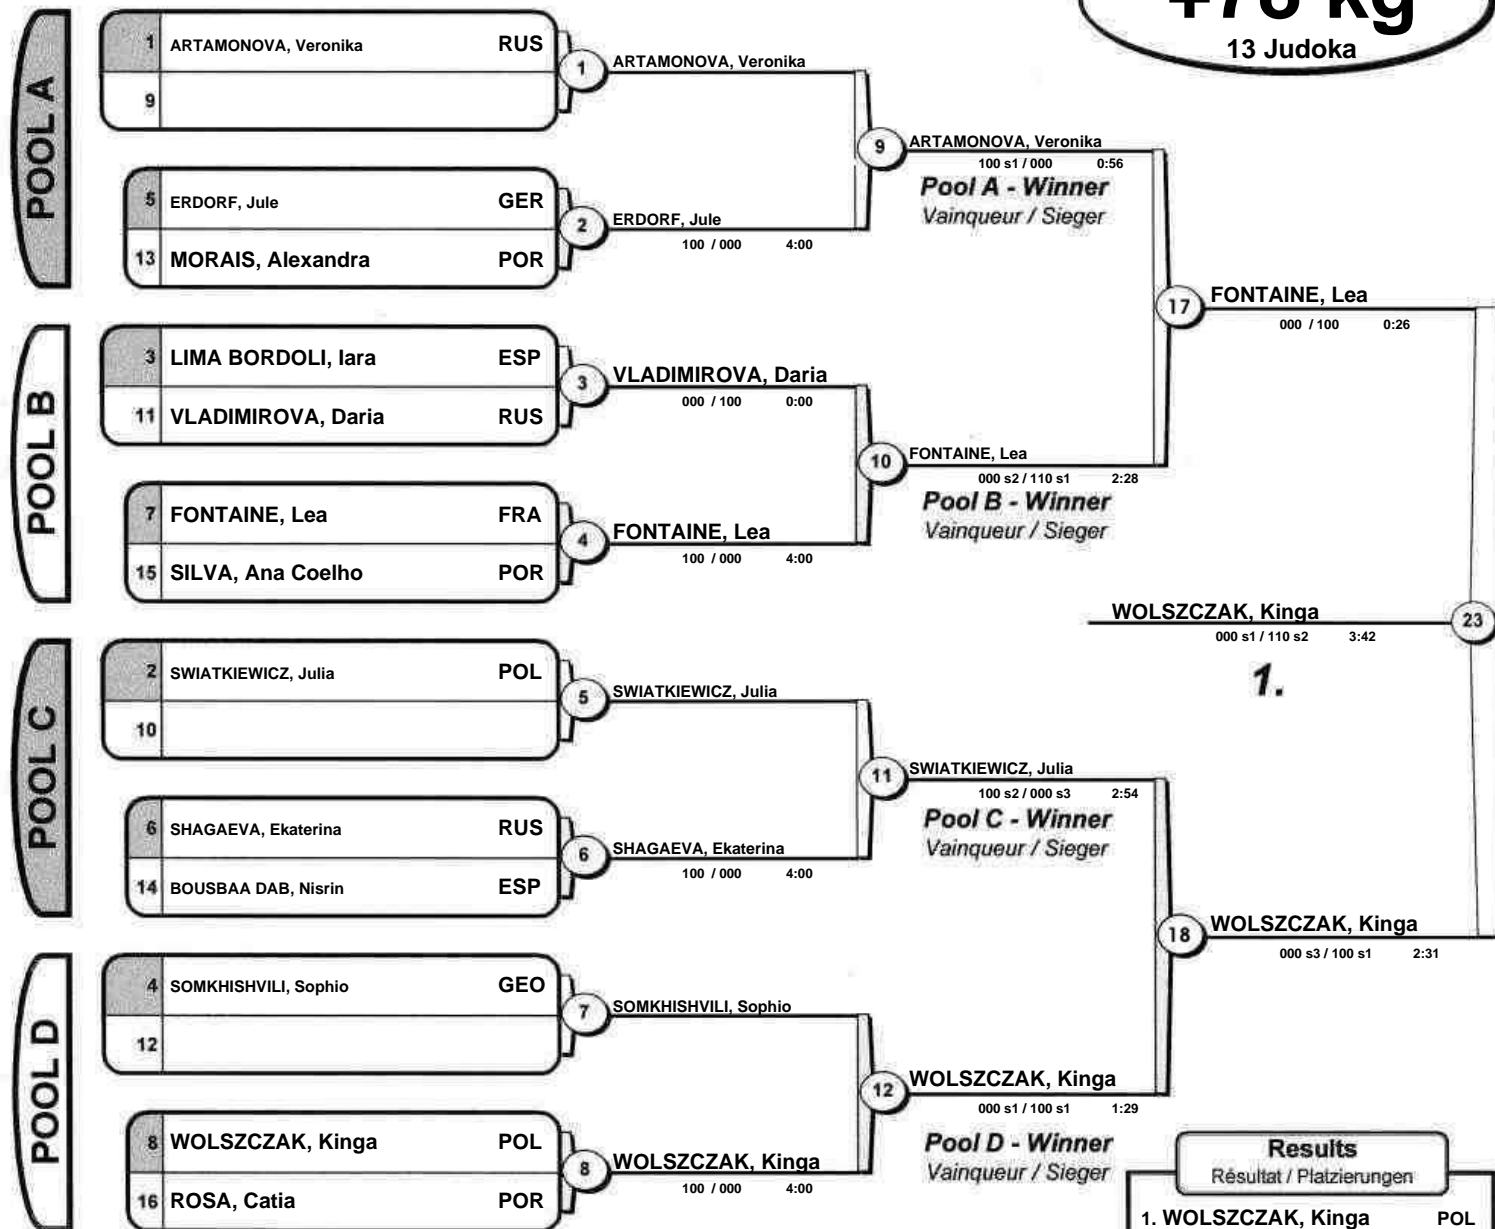 +78 kg
13 Judoka
POOL A
1 ARTAMONOVA, Veronika RUS
9
1 ARTAMONOVA, Veronika
5 ERDORF, Jule GER
13 MORAIS, Alexandra POR
2 ERDORF, Jule
100 / 000 4:00
9 ARTAMONOVA, Veronika
100 s1 / 000 0:56
Pool A - Winner
Vainqueur / Sieger
POOL B
3 LIMA BORDOLI, Iara ESP
11 VLADIMIROVA, Daria RUS
3 VLADIMIROVA, Daria
000 / 100 0:00
7 FONTAINE, Lea FRA
15 SILVA, Ana Coelho POR
4 FONTAINE, Lea
100 / 000 4:00
10 FONTAINE, Lea
000 s2 / 110 s1 2:28
Pool B - Winner
Vainqueur / Sieger
17 FONTAINE, Lea
000 / 100 0:26
WOLSZCZAK, Kinga 23
000 s1 / 110 s2 3:42
1.
POOL C
2 SWIATKIEWICZ, Julia POL
10
5 SWIATKIEWICZ, Julia
6 SHAGAEVA, Ekaterina RUS
14 BOUSBAA DAB, Nisrin ESP
6 SHAGAEVA, Ekaterina
100 / 000 4:00
11 SWIATKIEWICZ, Julia
100 s2 / 000 s3 2:54
Pool C - Winner
Vainqueur / Sieger
POOL D
4 SOMKHISHVILI, Sophio GEO
12
7 SOMKHISHVILI, Sophio
8 WOLSZCZAK, Kinga POL
16 ROSA, Catia POR
8 WOLSZCZAK, Kinga
100 / 000 4:00
12 WOLSZCZAK, Kinga
000 s1 / 100 s1 1:29
Pool D - Winner
Vainqueur / Sieger
18 WOLSZCZAK, Kinga
000 s3 / 100 s1 2:31
Results
Résultat / Platzierungen
1. WOLSZCZAK, Kinga POL